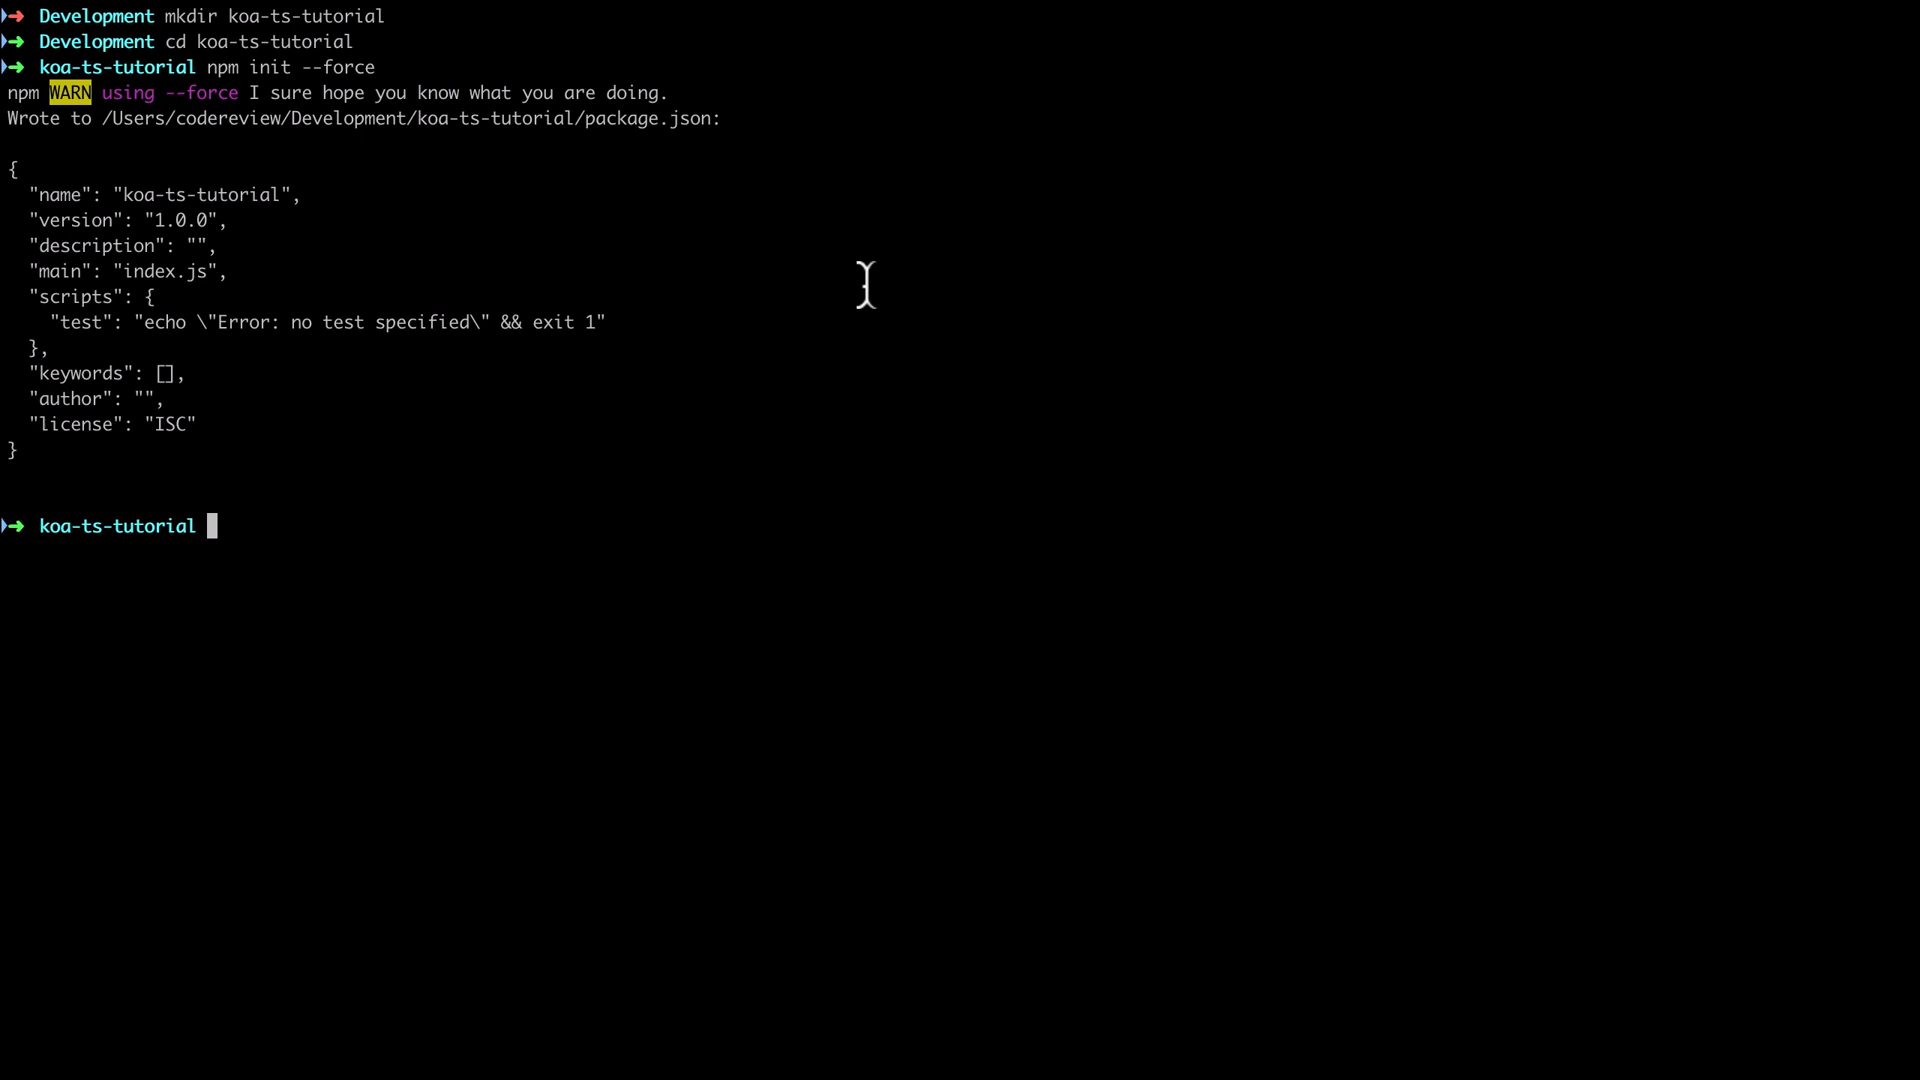 ➜ Development mkdir koa-ts-tutorial
➜ Development cd koa-ts-tutorial
➜ koa-ts-tutorial npm init --force
npm WARN using --force I sure hope you know what you are doing.
Wrote to /Users/codereview/Development/koa-ts-tutorial/package.json:
{
  "name": "koa-ts-tutorial",
  "version": "1.0.0",
  "description": "",
  "main": "index.js",
  "scripts": {
    "test": "echo \"Error: no test specified\" && exit 1"
  },
  "keywords": [],
  "author": "",
  "license": "ISC"
}
➜ koa-ts-tutorial